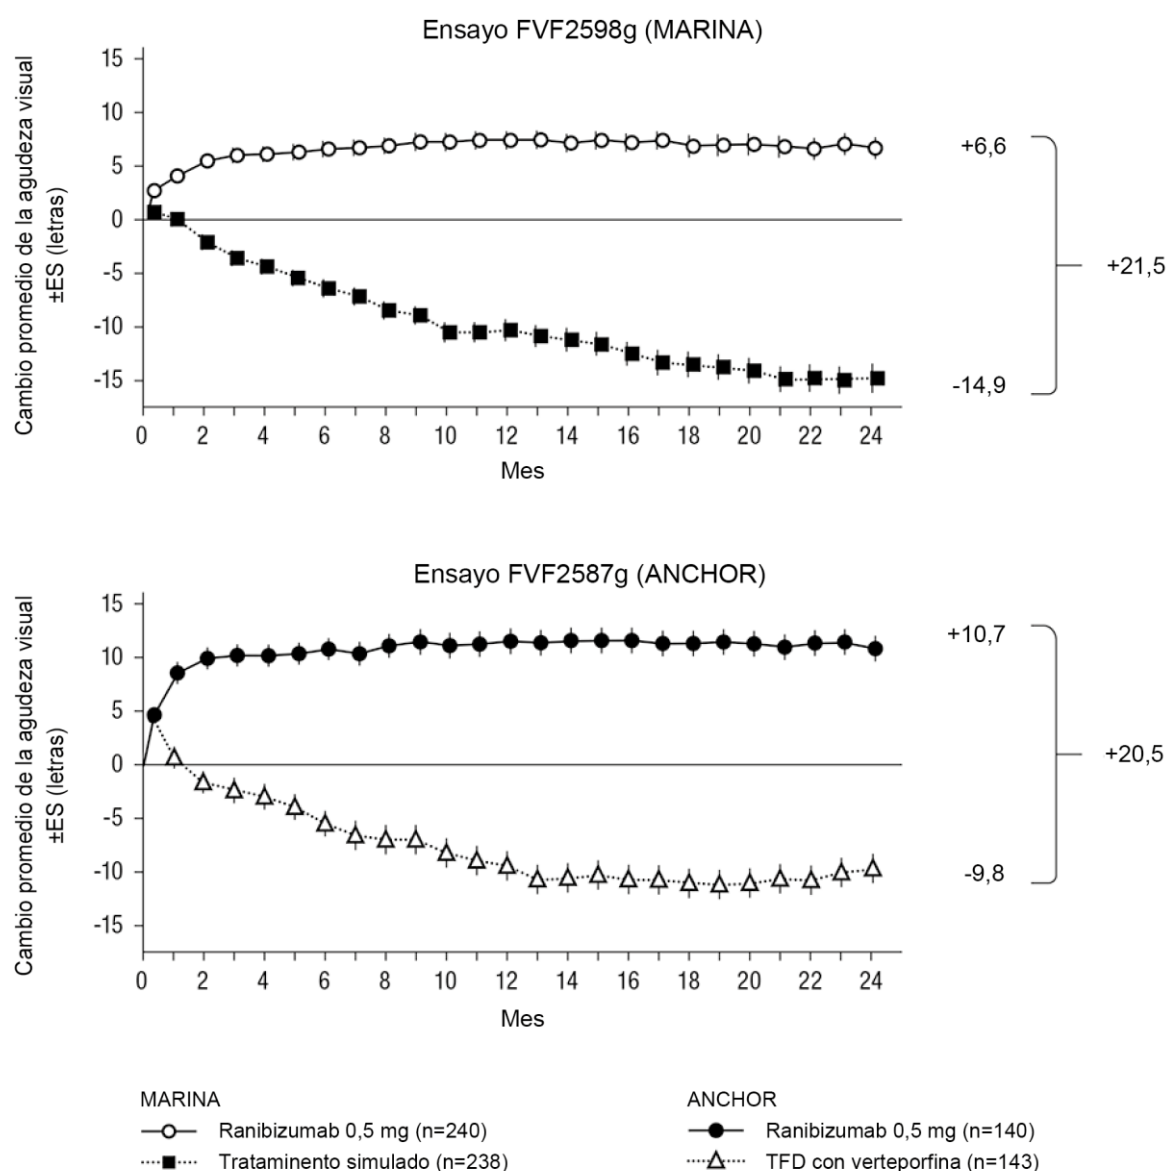 Ensayo FVF2598g (MARINA)
Cambio promedio de la agudeza visual
±ES (letras)
15
10
5
0
-5
-10
-15
0 2 4 6 8 10 12 14 16 18 20 22 24
Mes
+6,6
+21,5
-14,9
Ensayo FVF2587g (ANCHOR)
Cambio promedio de la agudeza visual
±ES (letras)
15
10
5
0
-5
-10
-15
0 2 4 6 8 10 12 14 16 18 20 22 24
Mes
+10,7
+20,5
-9,8
MARINA
Ranibizumab 0,5 mg (n=240)
Trataminento simulado (n=238)
ANCHOR
Ranibizumab 0,5 mg (n=140)
TFD con verteporfina (n=143)